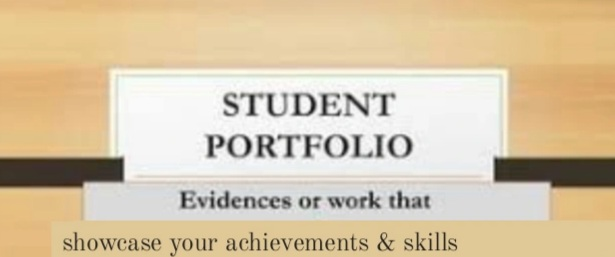 STUDENT
PORTFOLIO
Evidences or work that
showcase your achievements & skills